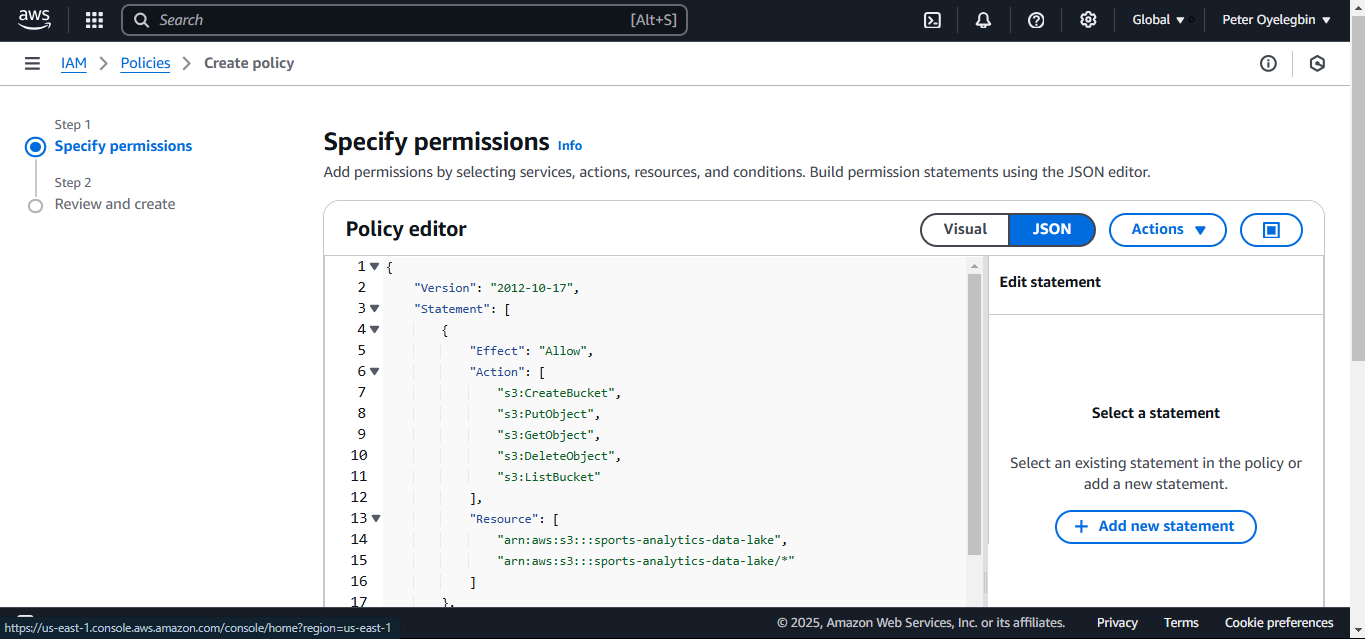 aws
Search [Alt+S]
Global
Peter Oyelegbin
IAM > Policies > Create policy
Step 1
Specify permissions
Step 2
Review and create
Specify permissions Info
Add permissions by selecting services, actions, resources, and conditions. Build permission statements using the JSON editor.
Policy editor
Visual JSON Actions
1 {
2 "Version": "2012-10-17",
3 "Statement": [
4 {
5 "Effect": "Allow",
6 "Action": [
7 "s3:CreateBucket",
8 "s3:PutObject",
9 "s3:GetObject",
10 "s3:DeleteObject",
11 "s3:ListBucket"
12 ],
13 "Resource": [
14 "arn:aws:s3:::sports-analytics-data-lake",
15 "arn:aws:s3:::sports-analytics-data-lake/*"
16 ]
17 },
Edit statement
Select a statement
Select an existing statement in the policy or
add a new statement.
+ Add new statement
https://us-east-1.console.aws.amazon.com/console/home?region=us-east-1
© 2025, Amazon Web Services, Inc. or its affiliates. Privacy Terms Cookie preferences